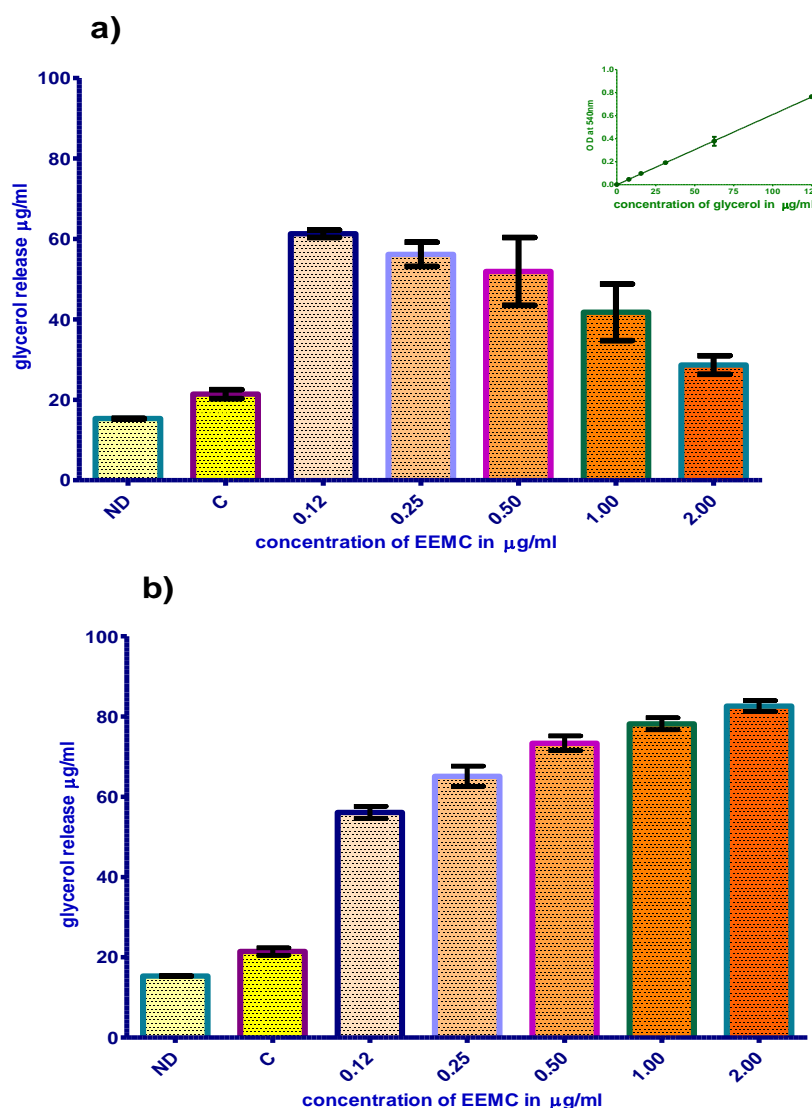 a)
100
80
60
40
20
0
glycerol release µg/ml
ND C 0.12 0.25 0.50 1.00 2.00
concentration of EEMC in µg/ml
1.0
0.8
0.6
0.4
0.2
0.0
OD at 540nm
0 25 50 75 100
concentration of glycerol in µg/ml
b)
100
80
60
40
20
0
glycerol release µg/ml
ND C 0.12 0.25 0.50 1.00 2.00
concentration of EEMC in µg/ml